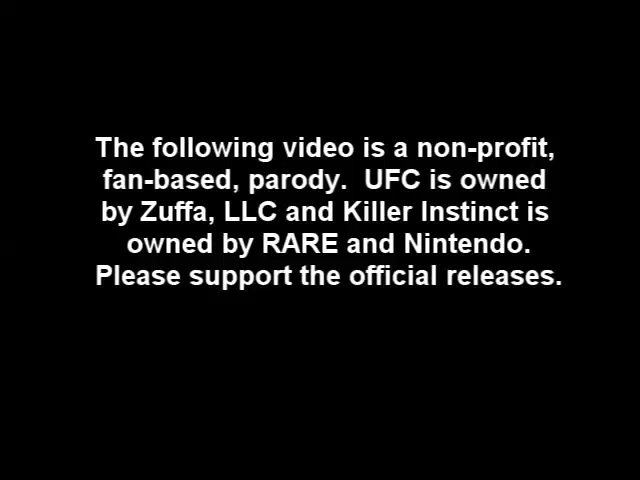 The following video is a non-profit,
fan-based, parody.  UFC is owned
by Zuffa, LLC and Killer Instinct is
owned by RARE and Nintendo.
Please support the official releases.